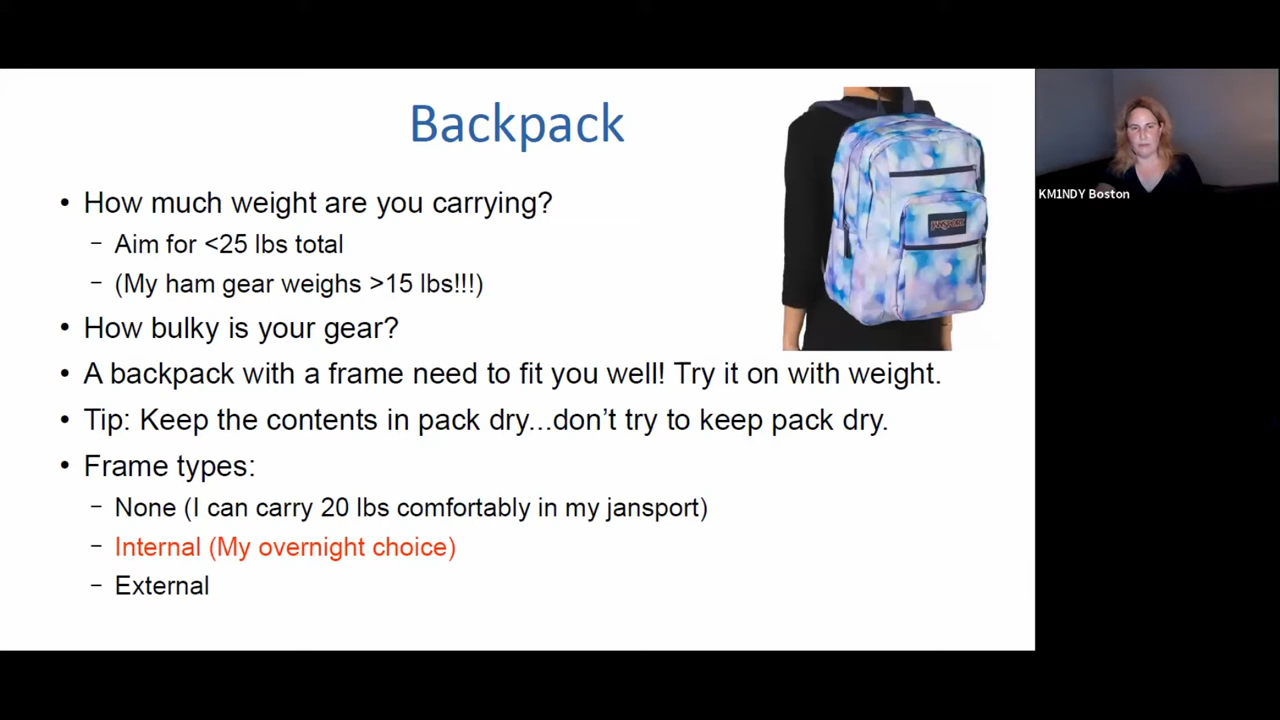 Backpack
• How much weight are you carrying?
– Aim for <25 lbs total
– (My ham gear weighs >15 lbs!!!)
• How bulky is your gear?
• A backpack with a frame need to fit you well! Try it on with weight.
• Tip: Keep the contents in pack dry...don't try to keep pack dry.
• Frame types:
– None (I can carry 20 lbs comfortably in my jansport)
– Internal (My overnight choice)
– External
JANSPORT
KM1NDY Boston